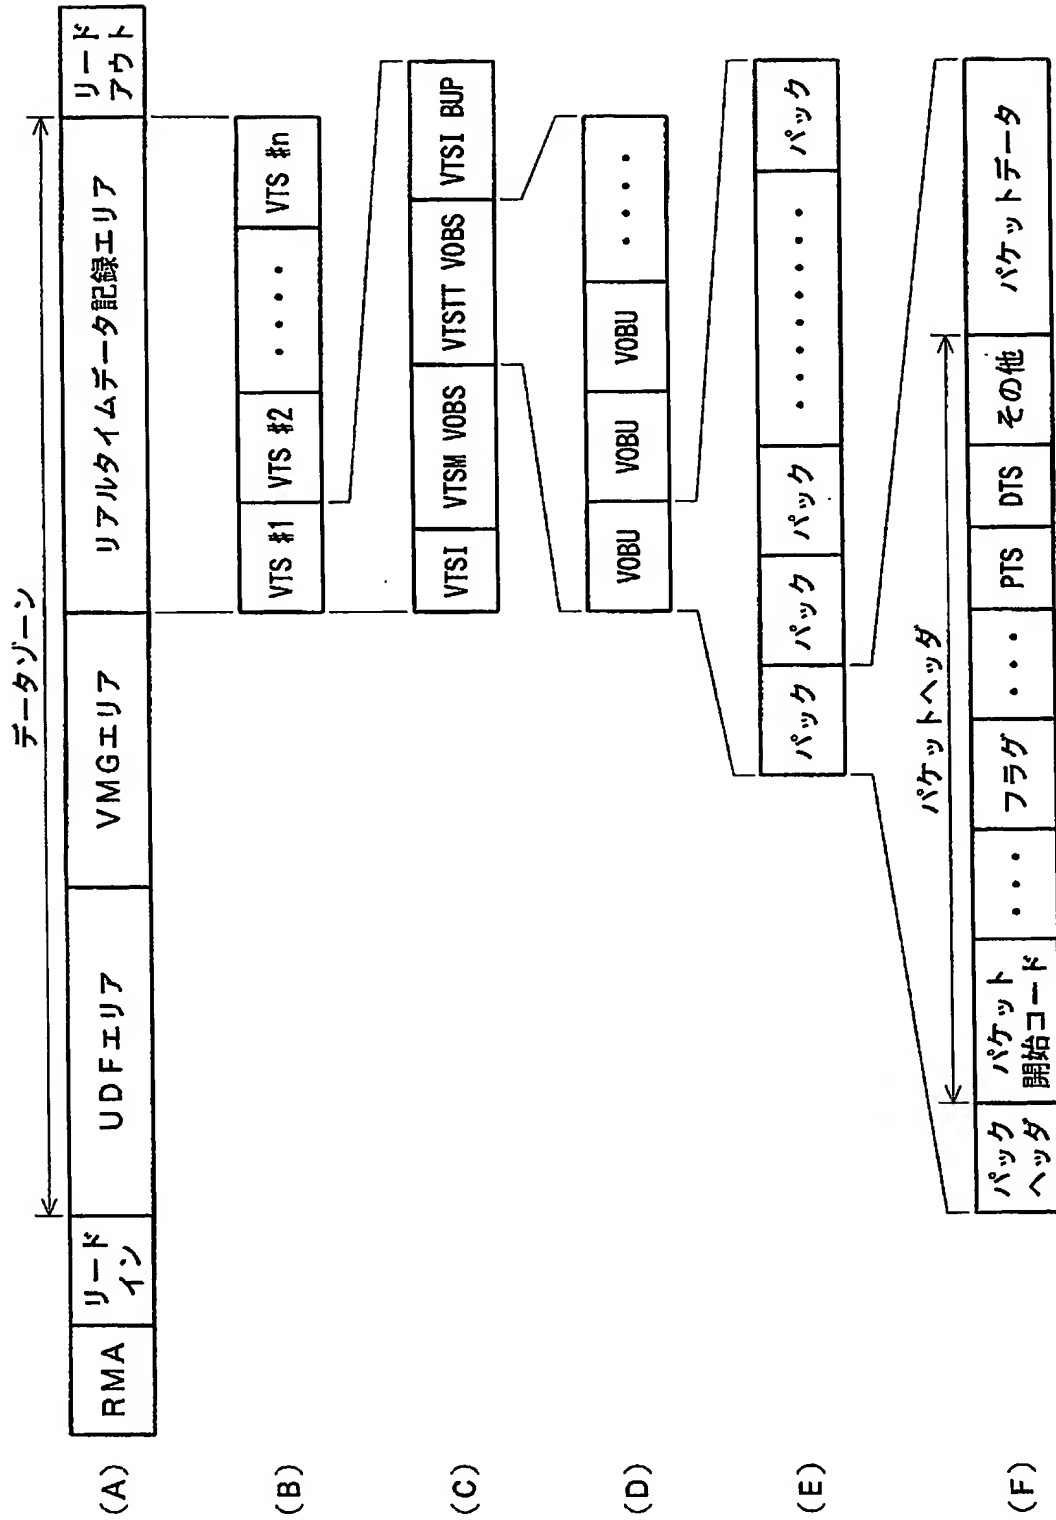 データゾーン
(A)
RMA
リード
イン
UDFエリア
VMGエリア
リアルタイムデータ記録エリア
リード
アウト
(B)
VTS #1
VTS #2
・・・・
VTS #n
(C)
VTSI
VTSM VOBS
VTSTT VOBS
VTSI BUP
(D)
VOBU
VOBU
VOBU
・・・・
(E)
パック
パック
パック
・・・・・・・・・
パック
パケットヘッダ
(F)
パック
ヘッダ
パケット
開始コード
・・・
フラグ
・・・
PTS
DTS
その他
パケットデータ